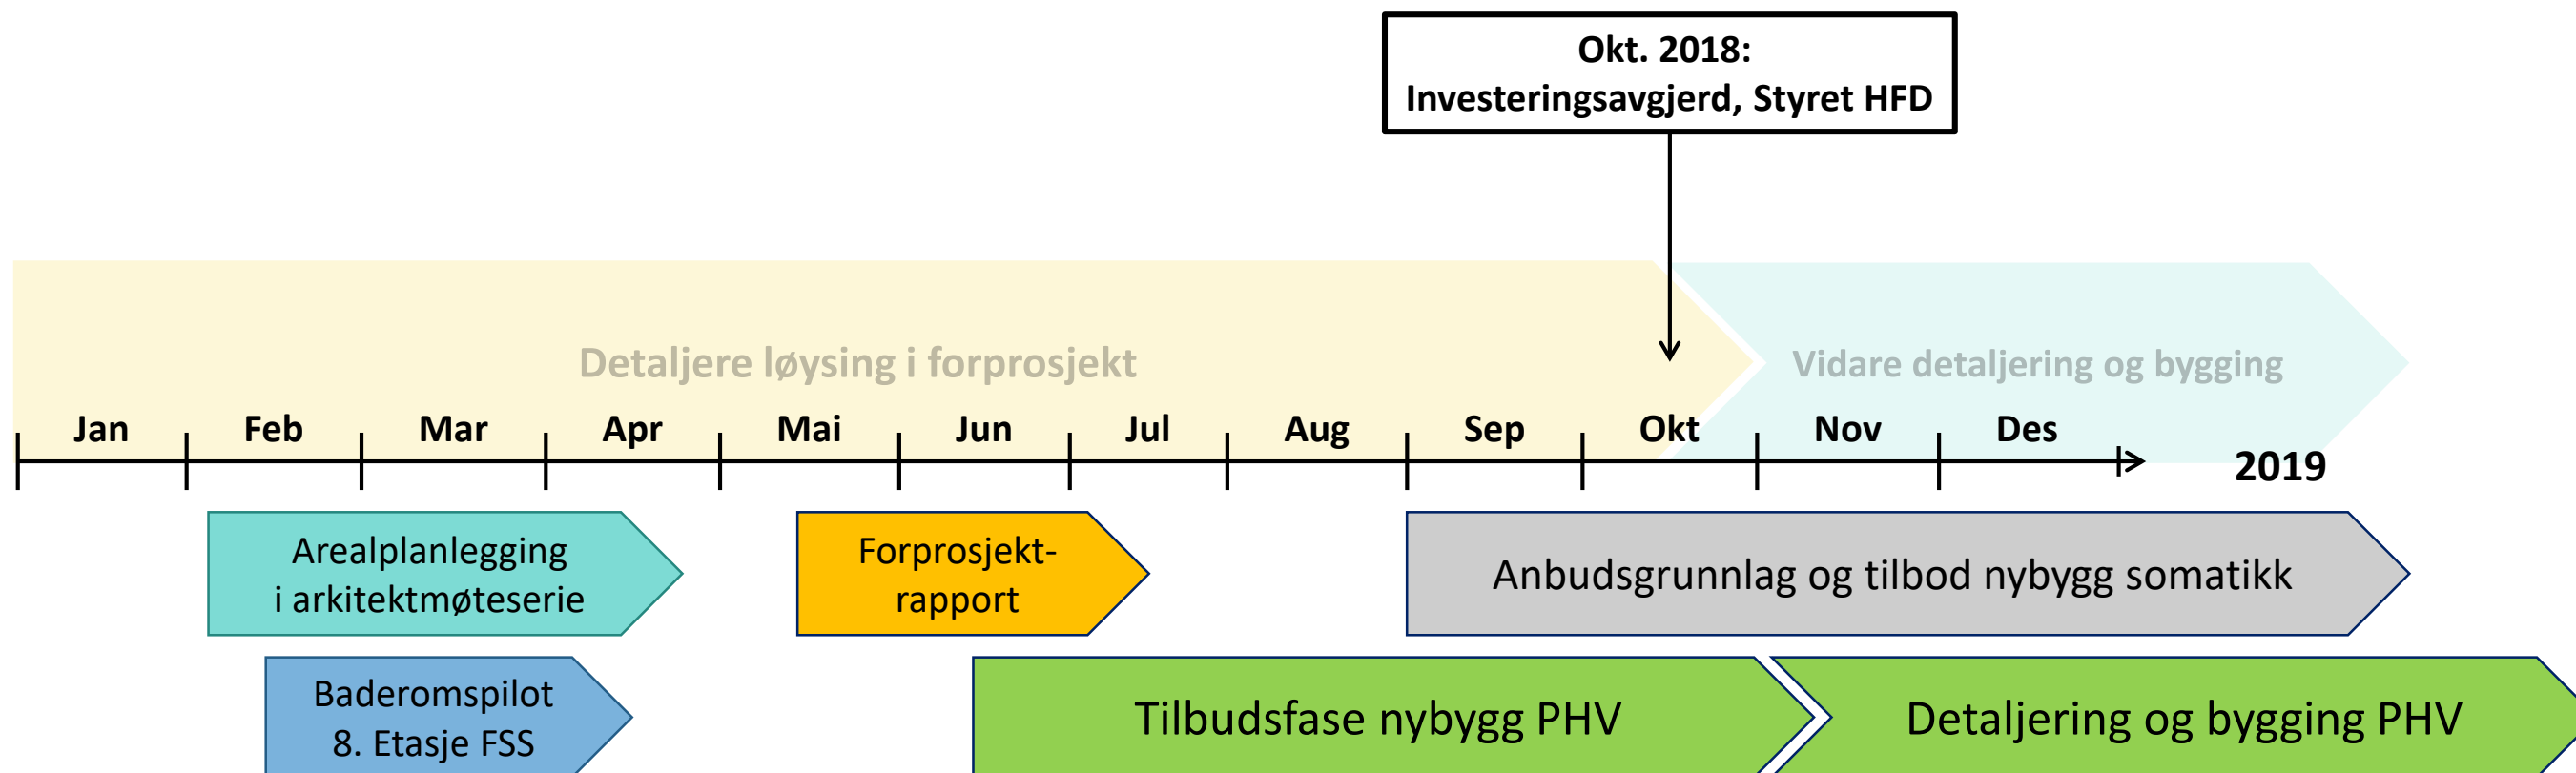 Okt. 2018:
Investeringsavgjerd, Styret HFD
Detaljere løysing i forprosjekt
Vidare detaljering og bygging
Jan Feb Mar Apr Mai Jun Jul Aug Sep Okt Nov Des
2019
Arealplanlegging
i arkitektmøteserie
Forprosjekt-
rapport
Anbudsgrunnlag og tilbod nybygg somatikk
Baderomspilot
8. Etasje FSS
Tilbudsfase nybygg PHV
Detaljering og bygging PHV